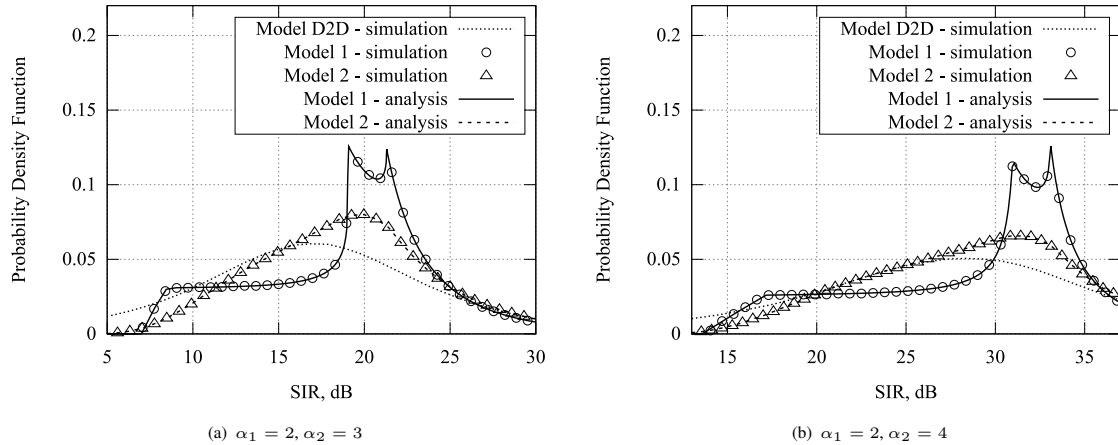 0.2
0.15
0.1
0.05
0
5
10
15
20
25
30
Probability Density Function
SIR, dB
Model D2D - simulation
Model 1 - simulation
Model 2 - simulation
Model 1 - analysis
Model 2 - analysis
(a) α₁ = 2, α₂ = 3
0.2
0.15
0.1
0.05
0
15
20
25
30
35
Probability Density Function
SIR, dB
Model D2D - simulation
Model 1 - simulation
Model 2 - simulation
Model 1 - analysis
Model 2 - analysis
(b) α₁ = 2, α₂ = 4